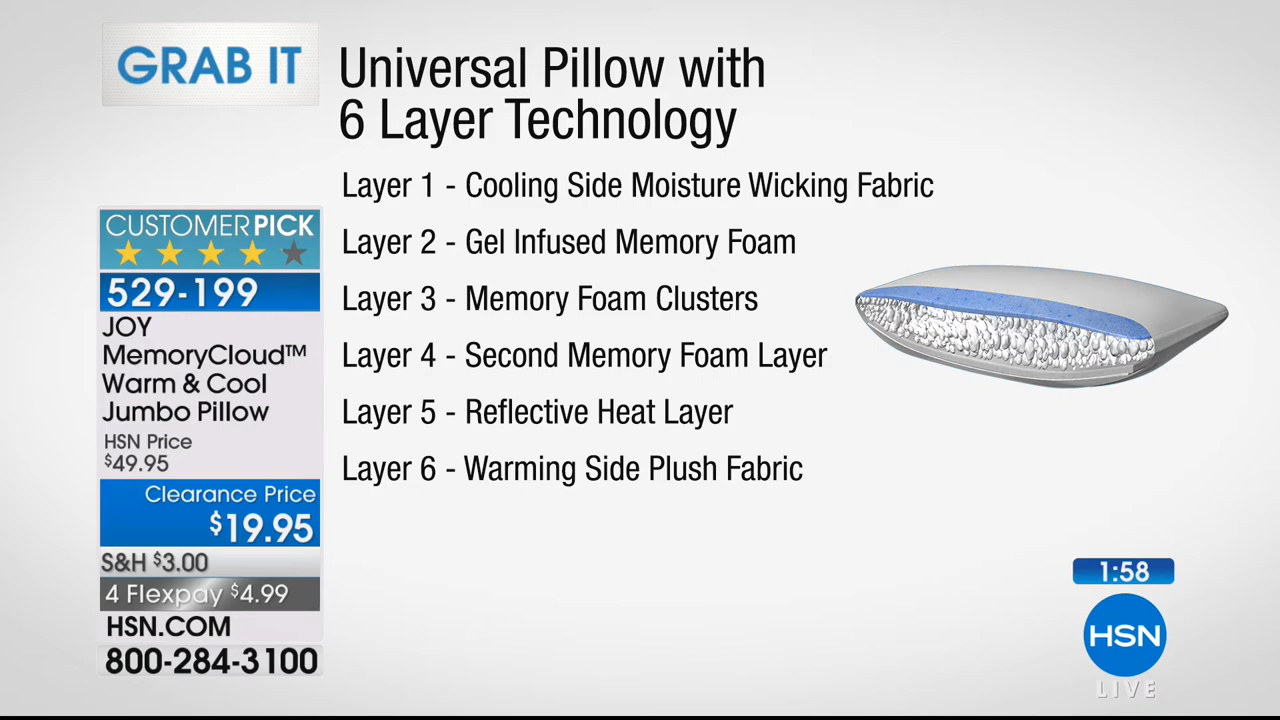 GRAB IT
Universal Pillow with
6 Layer Technology
Layer 1 - Cooling Side Moisture Wicking Fabric
Layer 2 - Gel Infused Memory Foam
Layer 3 - Memory Foam Clusters
Layer 4 - Second Memory Foam Layer
Layer 5 - Reflective Heat Layer
Layer 6 - Warming Side Plush Fabric
CUSTOMER PICK
529-199
JOY
MemoryCloud™
Warm & Cool
Jumbo Pillow
HSN Price
$49.95
Clearance Price
$19.95
S&H $3.00
4 Flexpay $4.99
HSN.COM
800-284-3100
1:58
HSN
LIVE